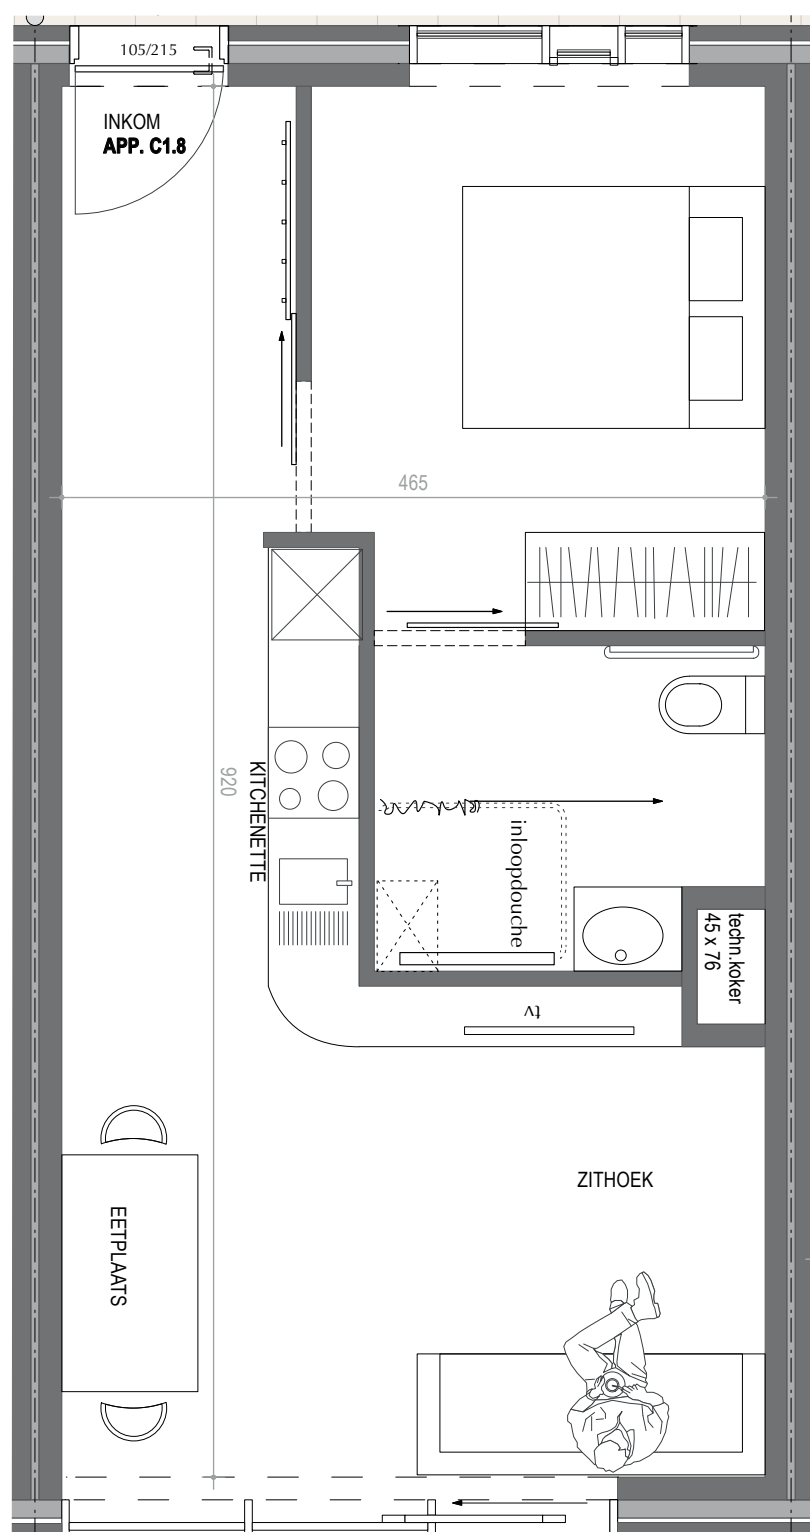 105/215
INKOM
APP. C1.8
465
920
KITCHENETTE
inloopdouche
techn.koker
45 x 76
tv
ZITHOEK
EETPLAATS